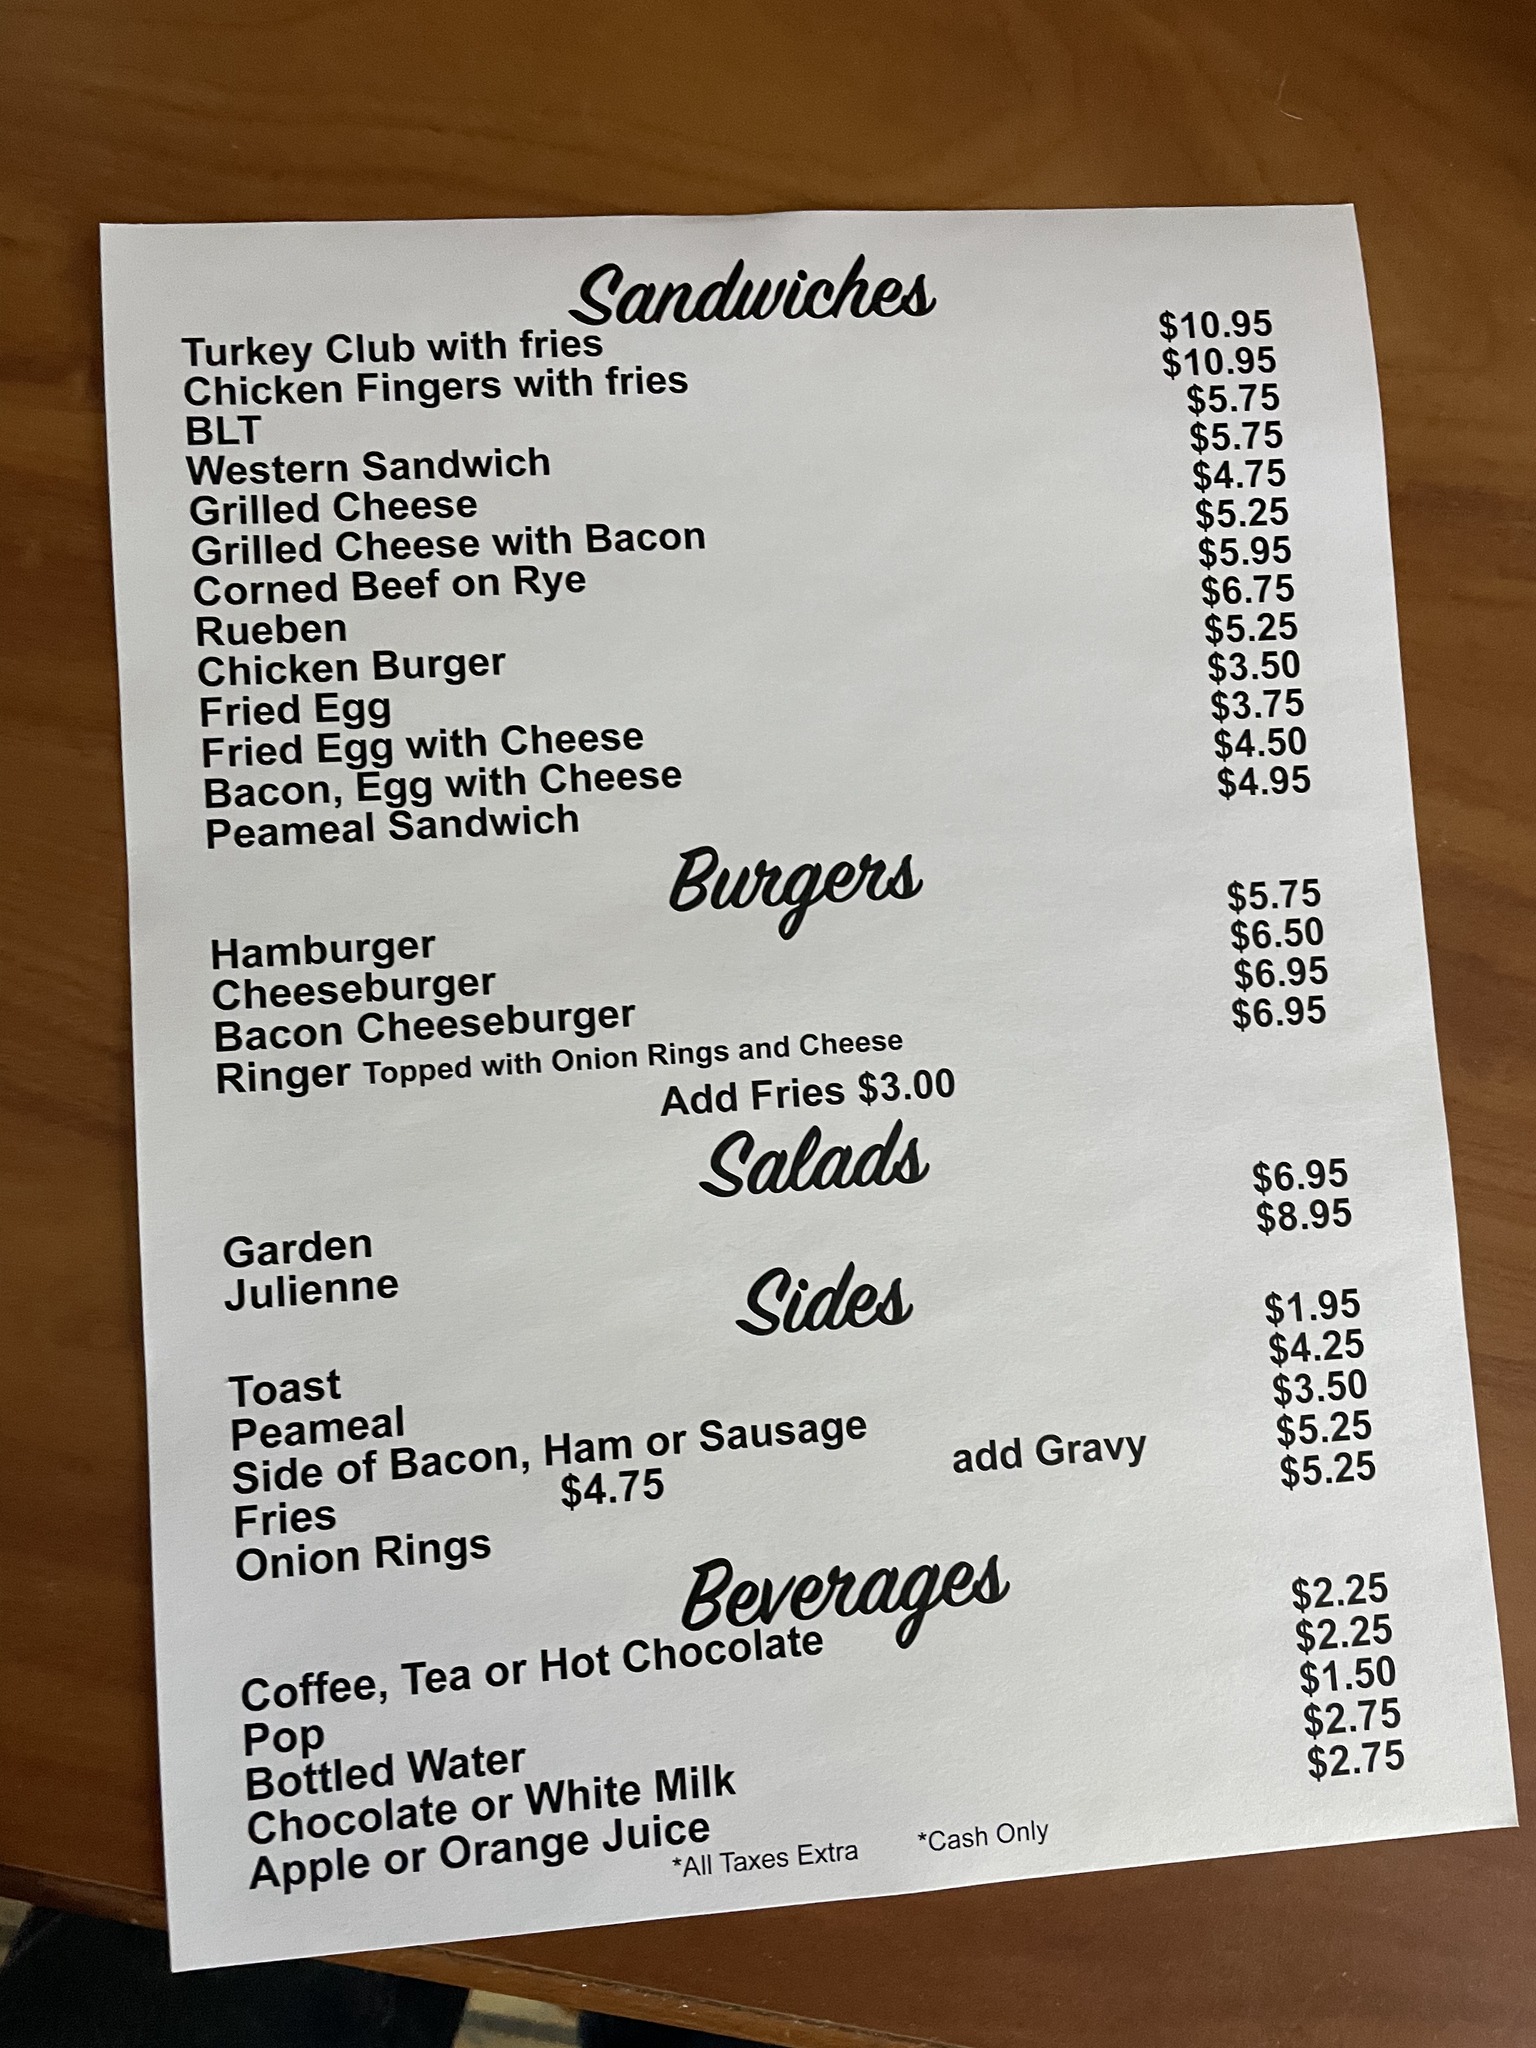 Sandwiches
Turkey Club with fries $10.95
Chicken Fingers with fries $10.95
BLT $5.75
Western Sandwich $5.75
Grilled Cheese $4.75
Grilled Cheese with Bacon $5.25
Corned Beef on Rye $5.95
Rueben $6.75
Chicken Burger $5.25
Fried Egg $3.50
Fried Egg with Cheese $3.75
Bacon, Egg with Cheese $4.50
Peameal Sandwich $4.95
Burgers
Hamburger $5.75
Cheeseburger $6.50
Bacon Cheeseburger $6.95
Ringer Topped with Onion Rings and Cheese $6.95
Add Fries $3.00
Salads
Garden $6.95
Julienne $8.95
Sides
Toast $1.95
Peameal $4.25
Side of Bacon, Ham or Sausage $3.50
Fries $4.75 add Gravy $5.25
Onion Rings $5.25
Beverages
Coffee, Tea or Hot Chocolate $2.25
Pop $2.25
Bottled Water $1.50
Chocolate or White Milk $2.75
Apple or Orange Juice $2.75
*All Taxes Extra *Cash Only